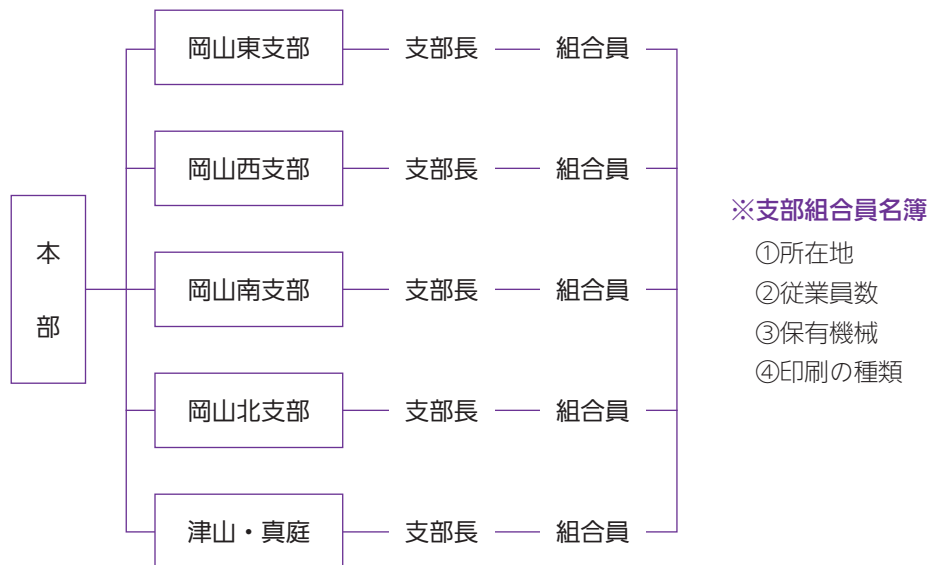 岡山東支部 支部長 組合員
岡山西支部 支部長 組合員
本部
岡山南支部 支部長 組合員
岡山北支部 支部長 組合員
津山・真庭 支部長 組合員
※支部組合員名簿
①所在地
②従業員数
③保有機械
④印刷の種類